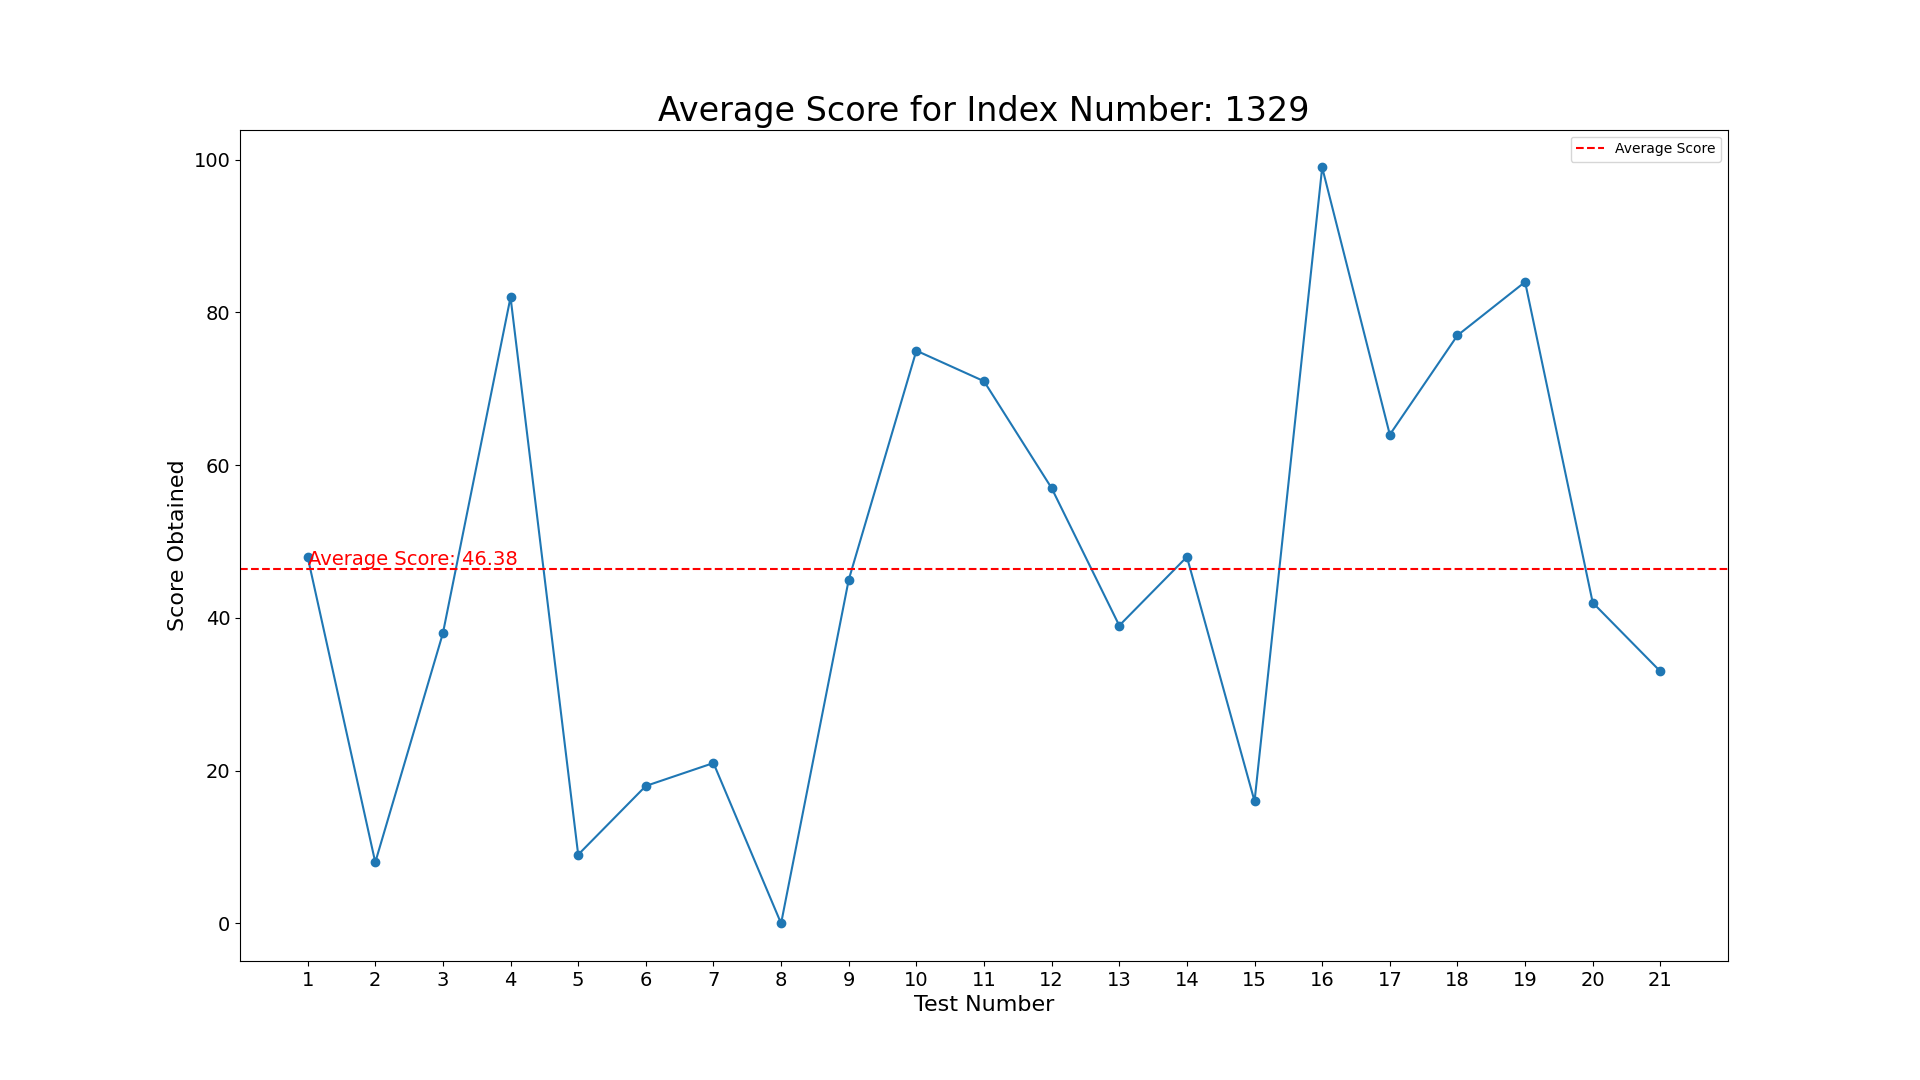 Average Score for Index Number: 1329
Average Score
100
80
60
40
20
0
Score Obtained
Average Score: 46.38
1 2 3 4 5 6 7 8 9 10 11 12 13 14 15 16 17 18 19 20 21
Test Number